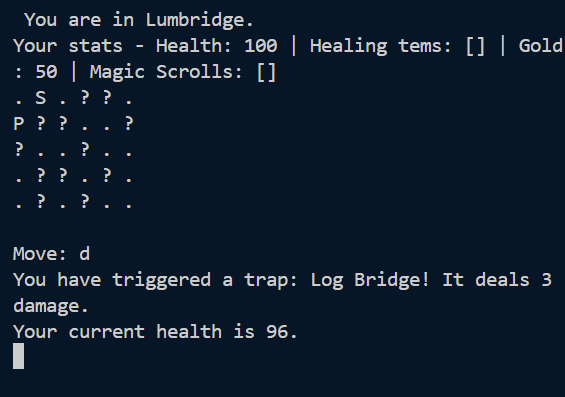 You are in Lumbridge.
Your stats - Health: 100 | Healing tems: [] | Gold
: 50 | Magic Scrolls: []
. S . ? ? .
P ? ? . . ?
? . . ? . .
. ? ? . ? .
. ? . ? . .
Move: d
You have triggered a trap: Log Bridge! It deals 3
damage.
Your current health is 96.